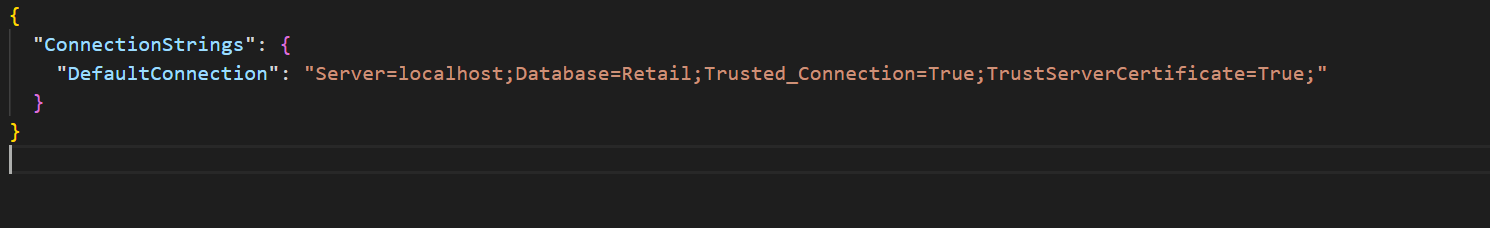 {
  "ConnectionStrings": {
    "DefaultConnection": "Server=localhost;Database=Retail;Trusted_Connection=True;TrustServerCertificate=True;"
  }
}